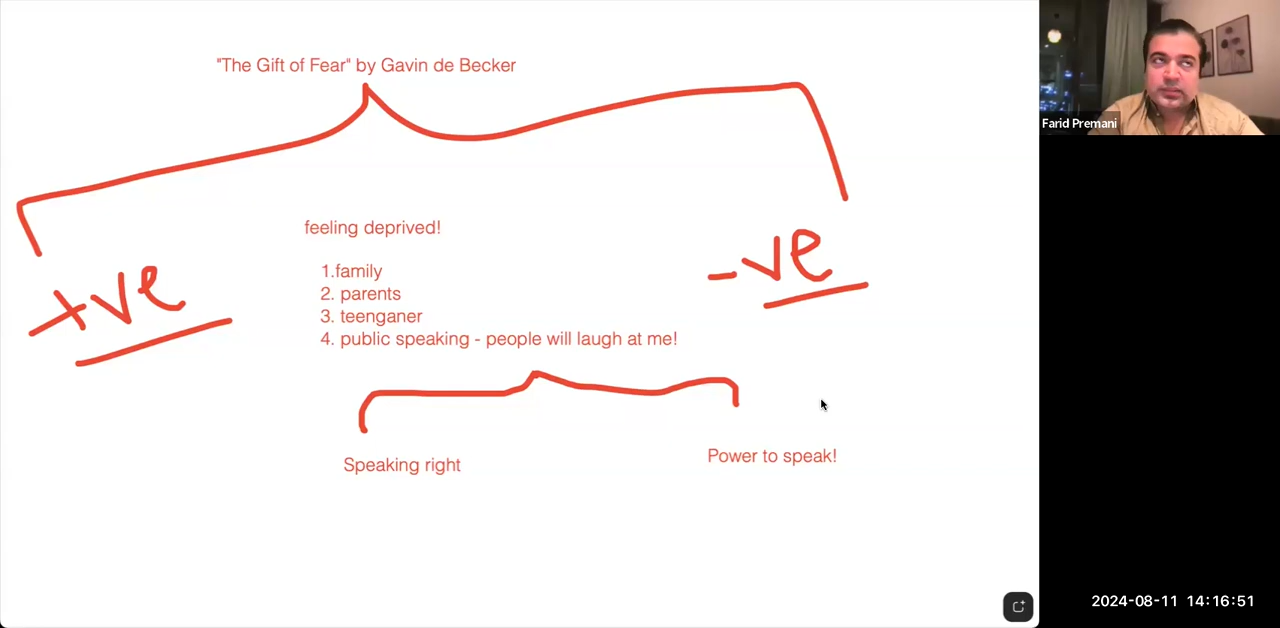 "The Gift of Fear" by Gavin de Becker
feeling deprived!
1.family
2. parents
3. teenganer
4. public speaking - people will laugh at me!
+ve
-ve
Speaking right
Power to speak!
Farid Premani
2024-08-11 14:16:51